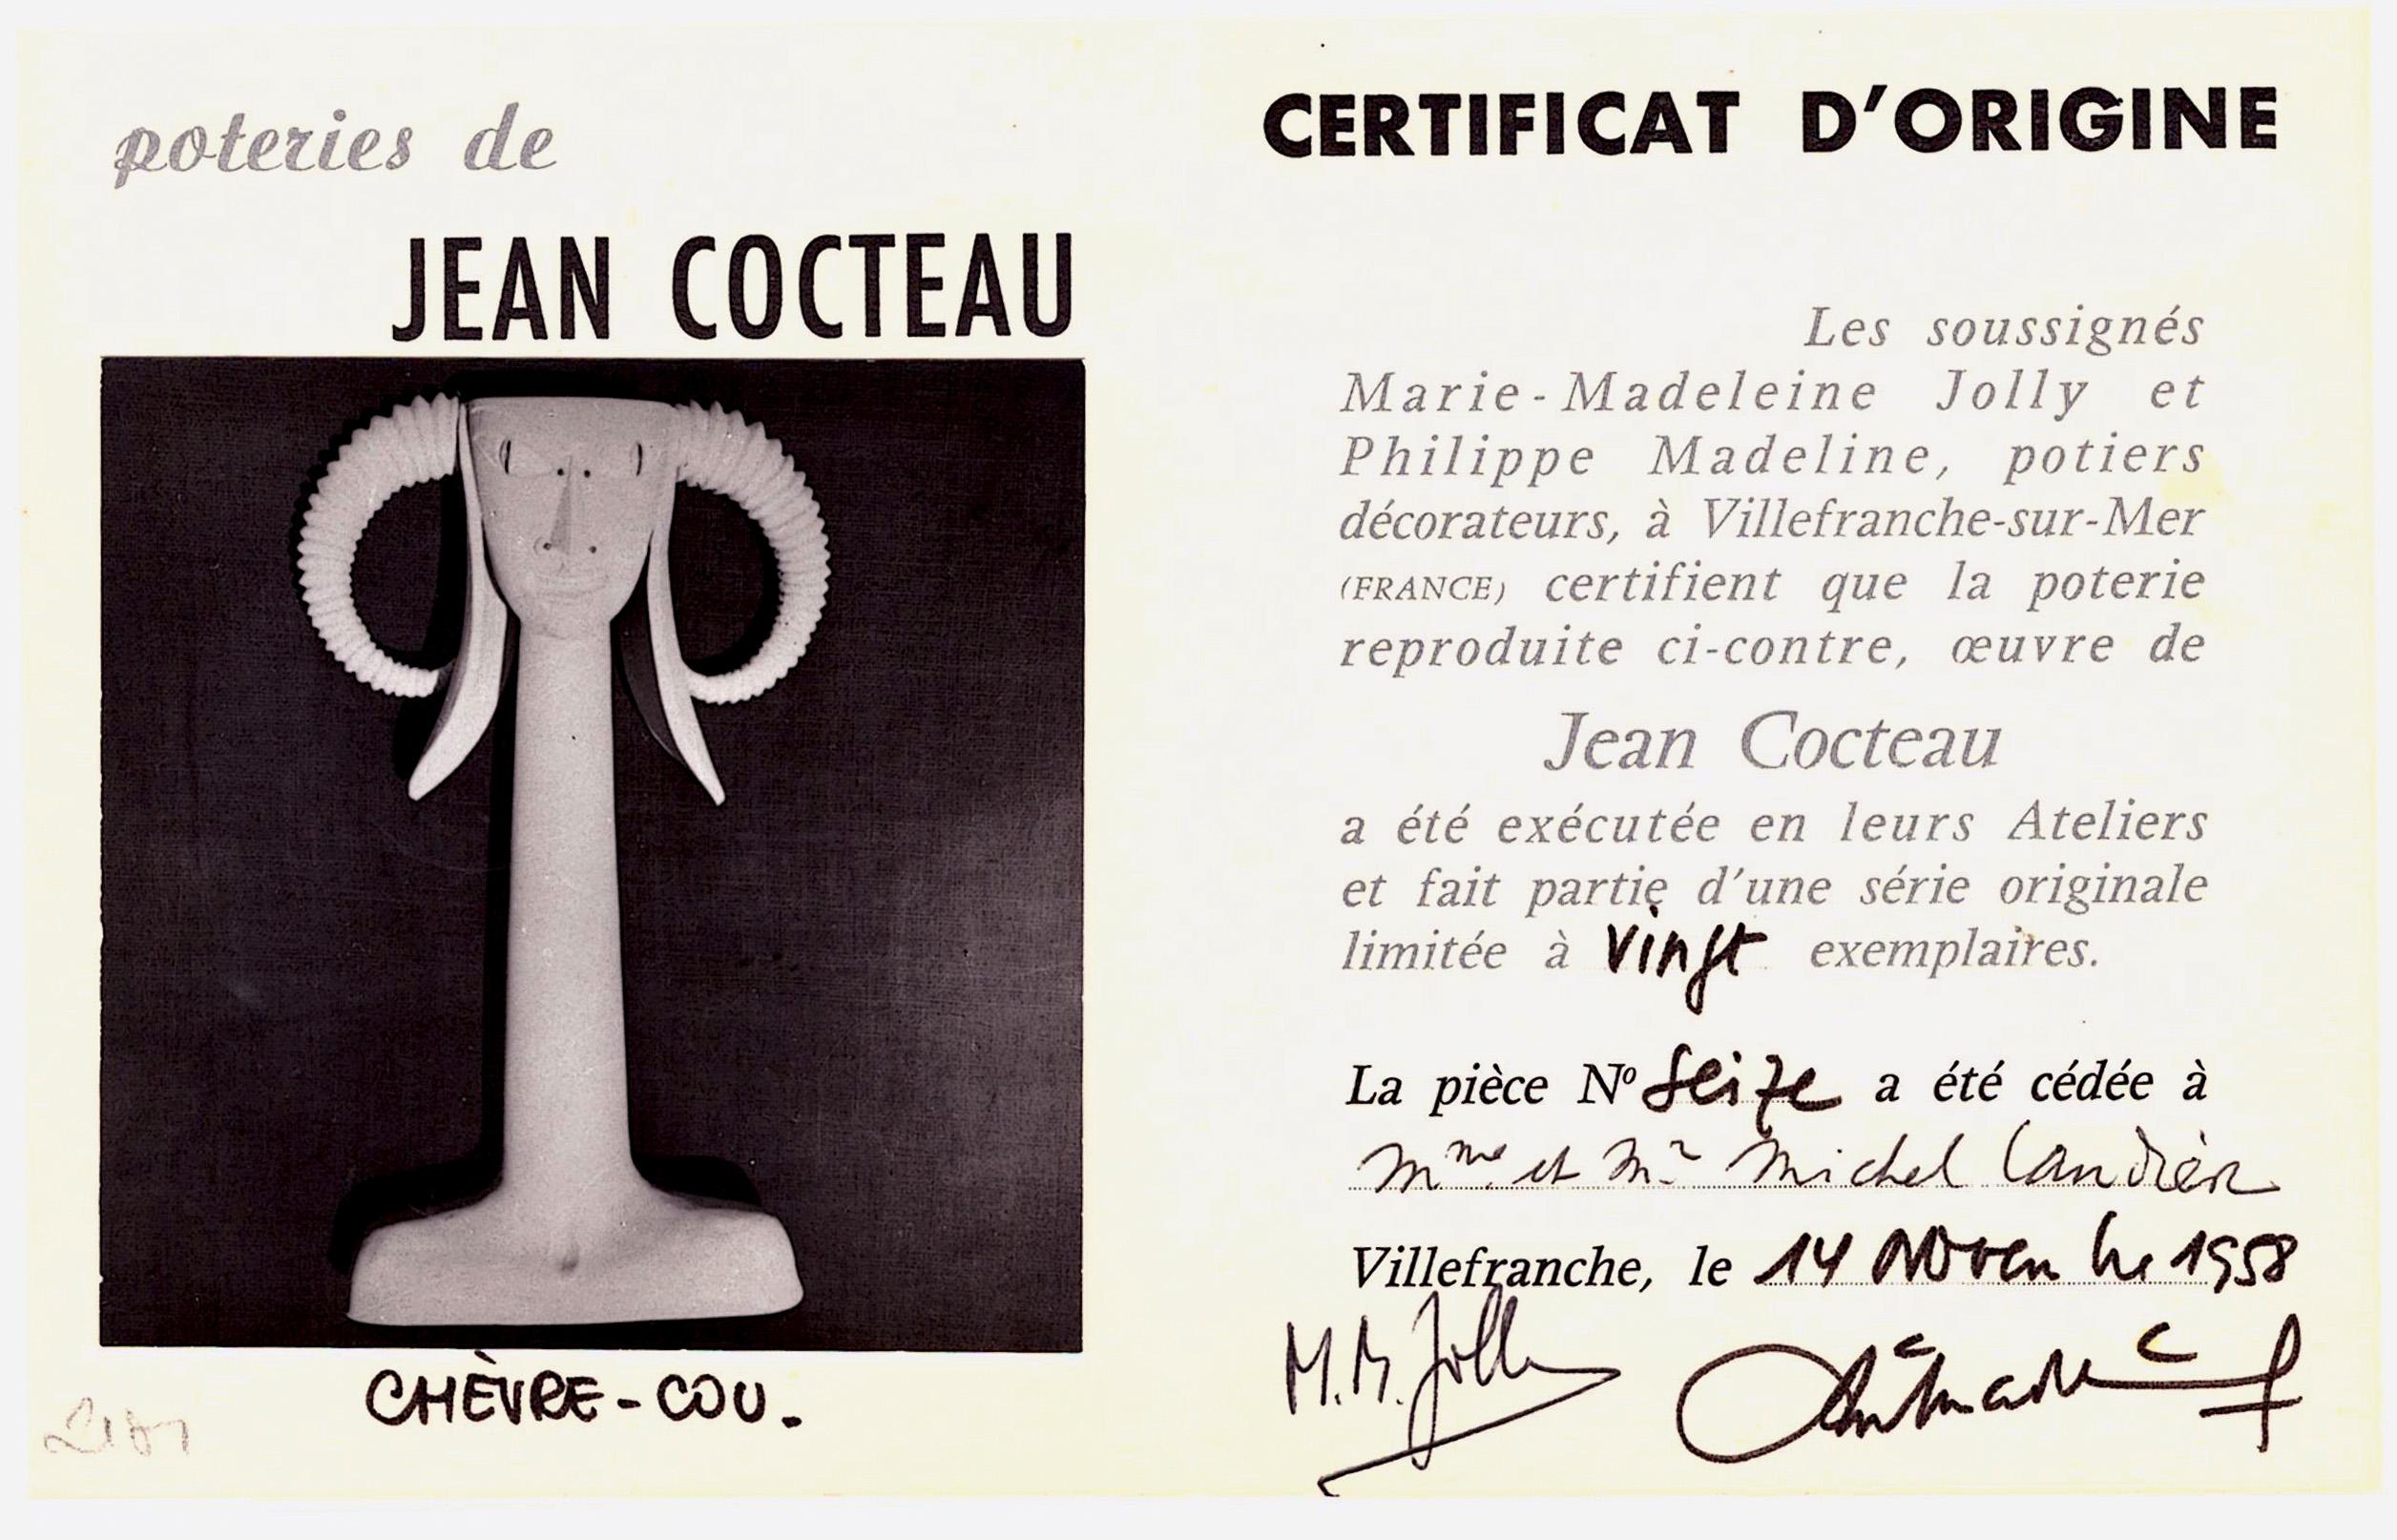 poteries de
JEAN COCTEAU
CHÈVRE-COU.
CERTIFICAT D'ORIGINE
Les soussignés
Marie-Madeleine Jolly et
Philippe Madeline, potiers
décorateurs, à Villefranche-sur-Mer
(FRANCE) certifient que la poterie
reproduite ci-contre, œuvre de
Jean Cocteau
a été exécutée en leurs Ateliers
et fait partie d'une série originale
limitée à vingt exemplaires.
La pièce Nº Seize a été cédée à
Mme et Mr Michel Landier
Villefranche, le 14 Novembre 1958
M.M. Jolly